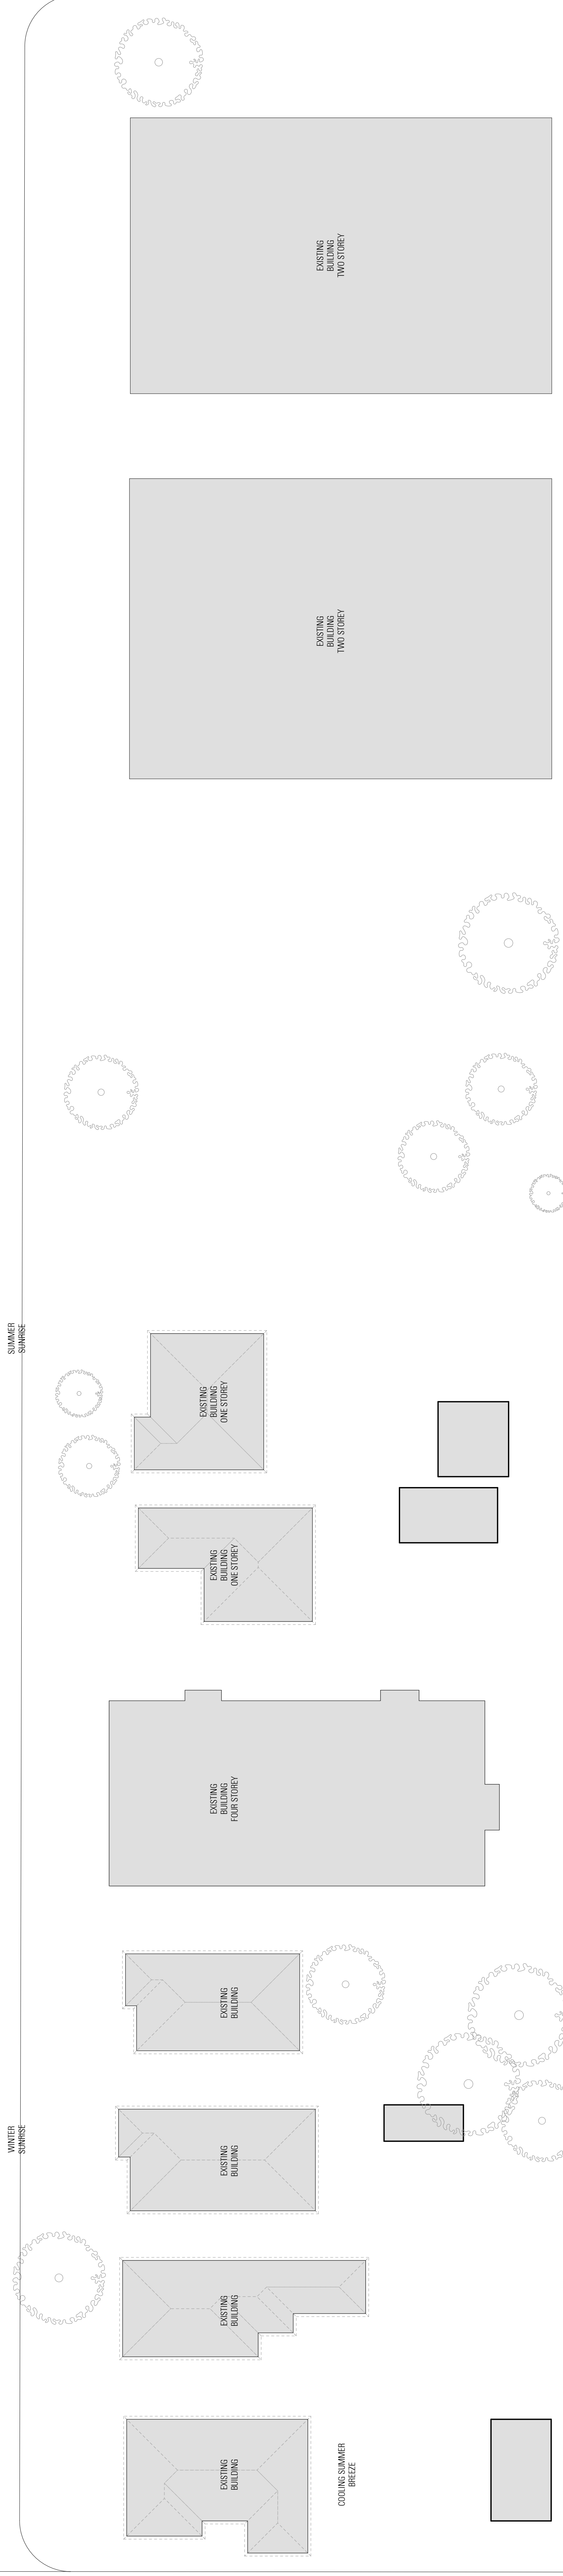 EXISTING
BUILDING
TWO STOREY
EXISTING
BUILDING
TWO STOREY
SUMMER
SUNRISE
EXISTING
BUILDING
ONE STOREY
EXISTING
BUILDING
ONE STOREY
EXISTING
BUILDING
FOUR STOREY
EXISTING
BUILDING
WINTER
SUNRISE
EXISTING
BUILDING
EXISTING
BUILDING
EXISTING
BUILDING
COOLING SUMMER
BREEZE